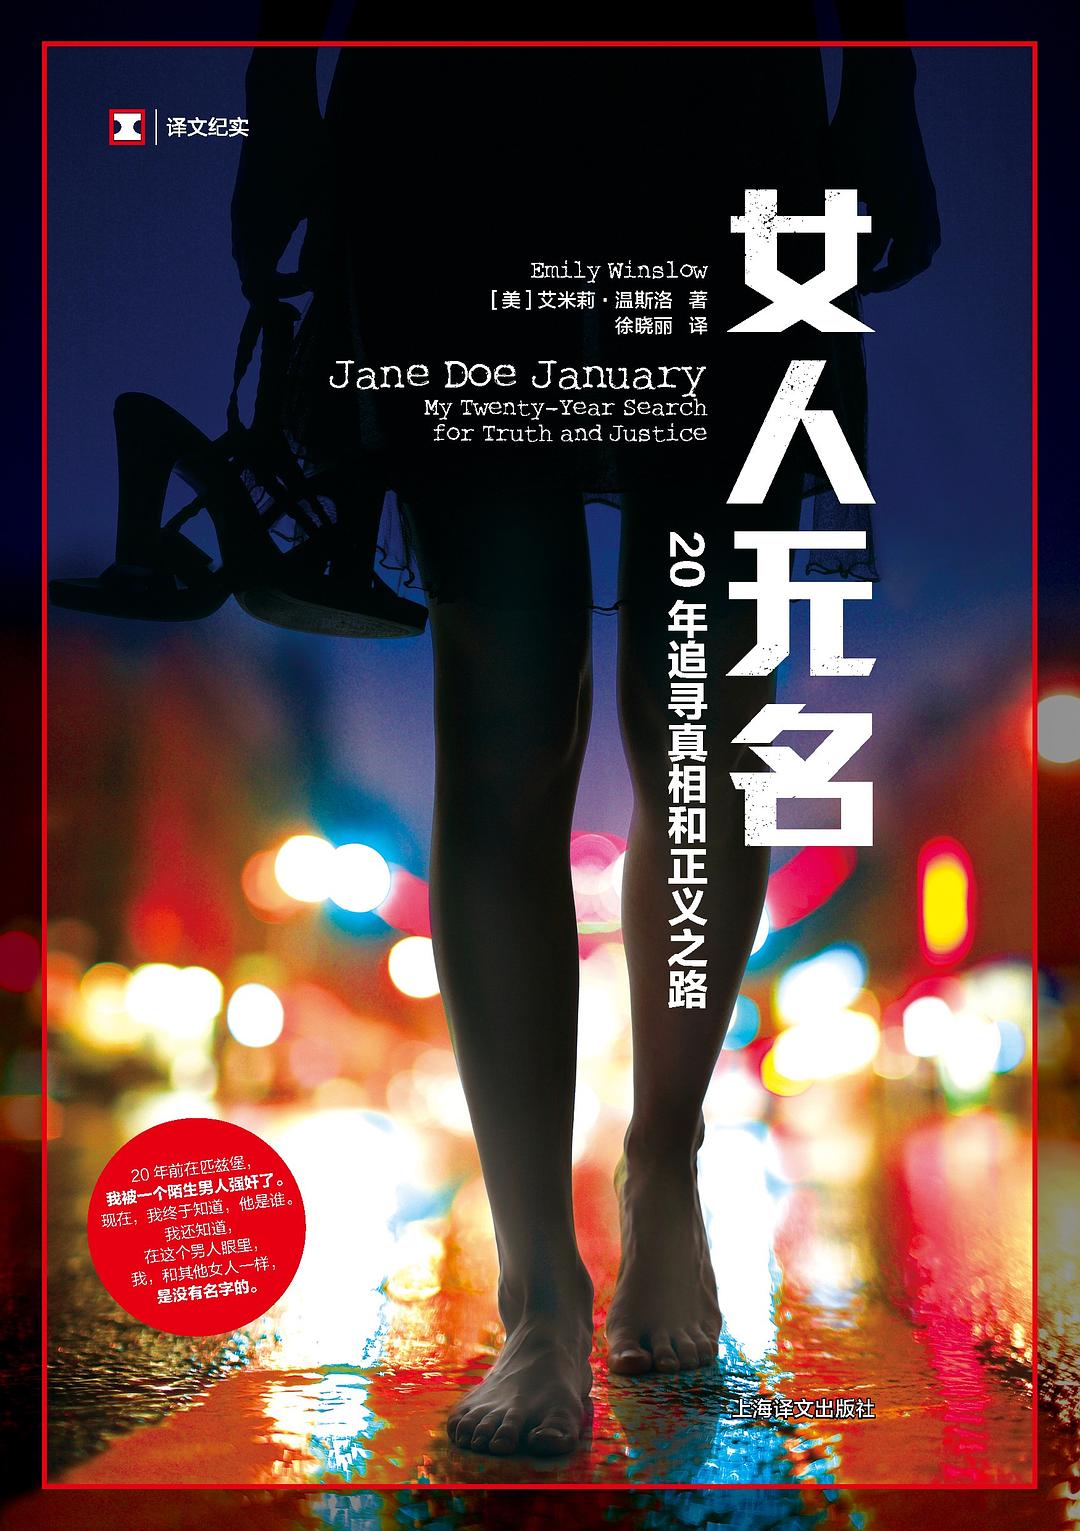 译文纪实
女人无名
20年追寻真相和正义之路
Emily Winslow
[美]艾米莉·温斯洛 著
徐晓丽 译
Jane Doe January
My Twenty-Year Search
for Truth and Justice
20年前在匹兹堡，
我被一个陌生男人强奸了。
现在，我终于知道，他是谁。
我还知道，
在这个男人眼里，
我，和其他女人一样，
是没有名字的。
上海译文出版社